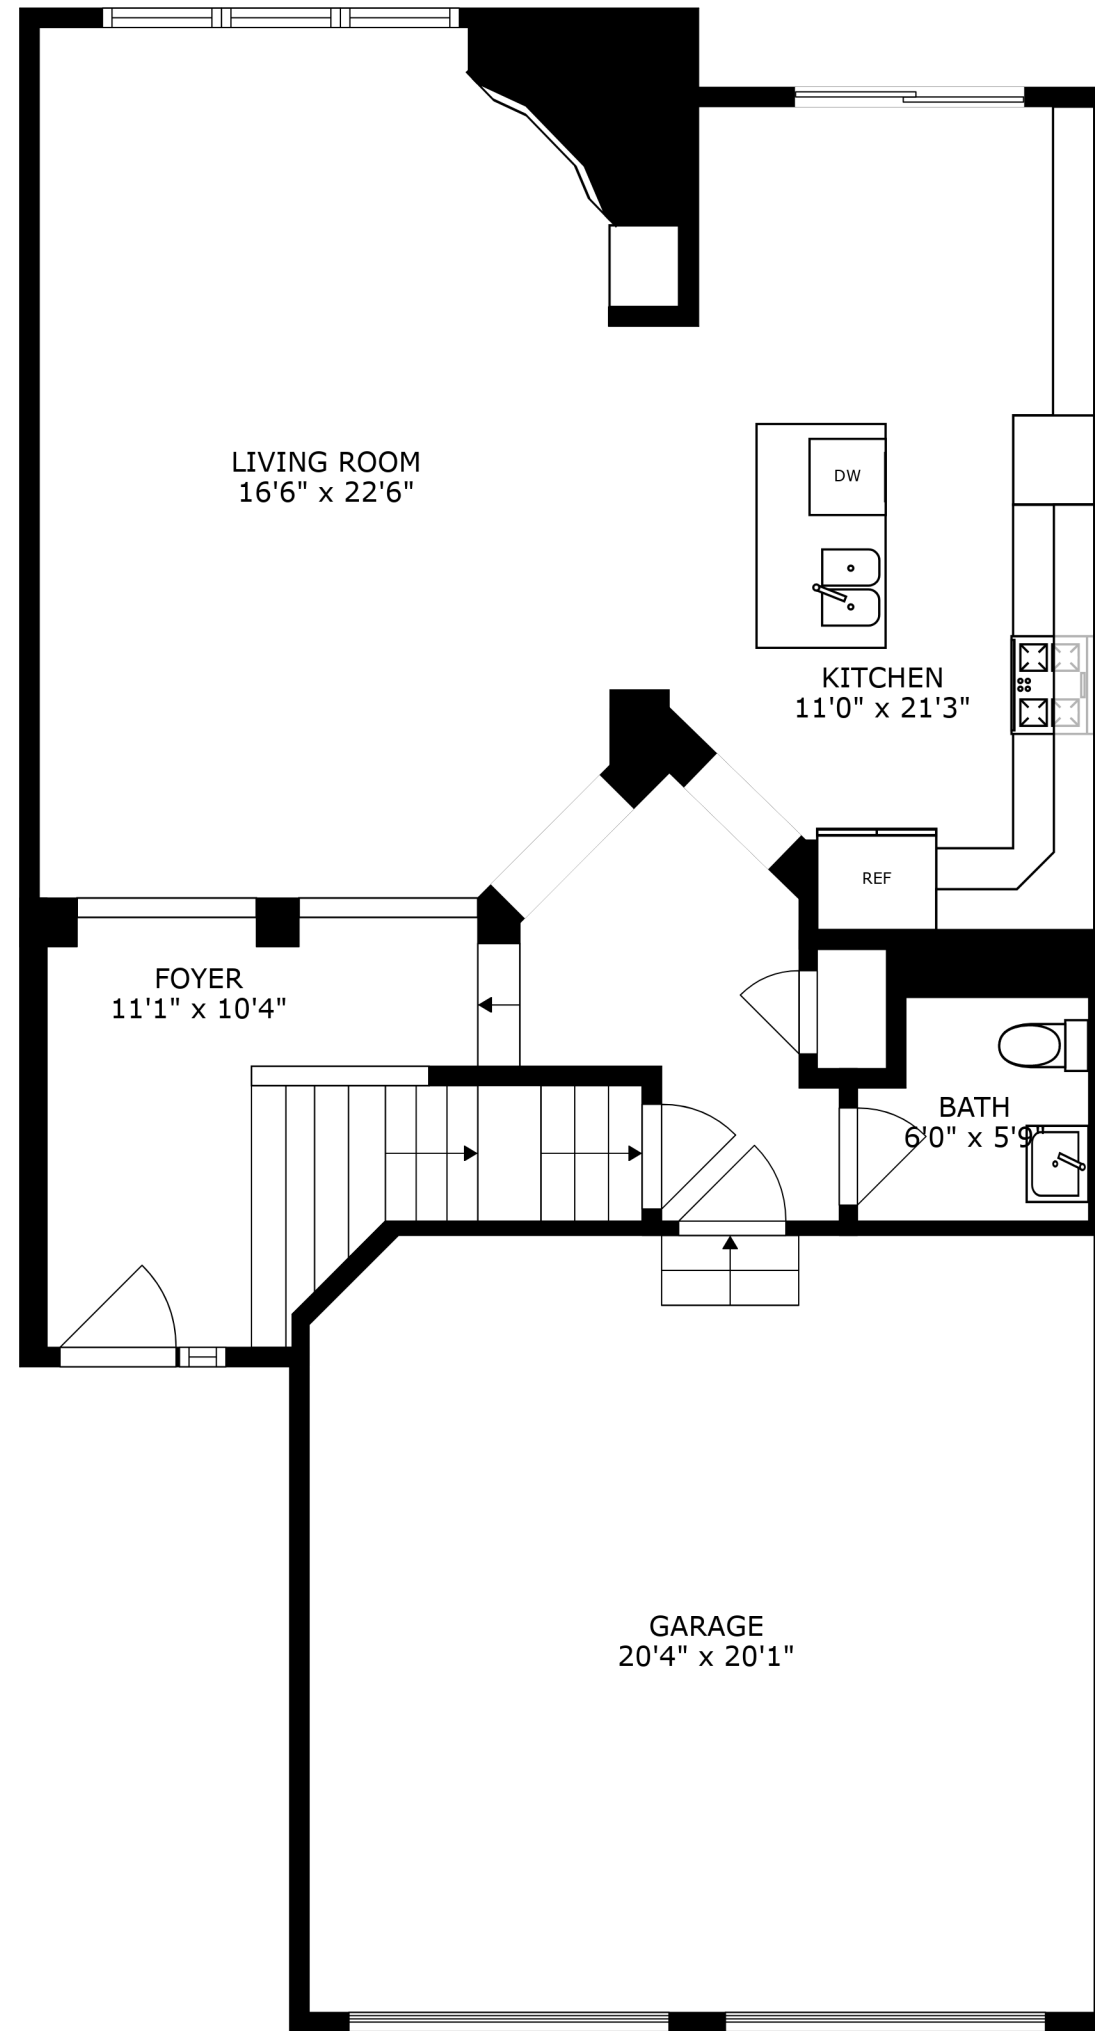 LIVING ROOM
16'6" x 22'6"
DW
KITCHEN
11'0" x 21'3"
REF
FOYER
11'1" x 10'4"
BATH
6'0" x 5'9"
GARAGE
20'4" x 20'1"